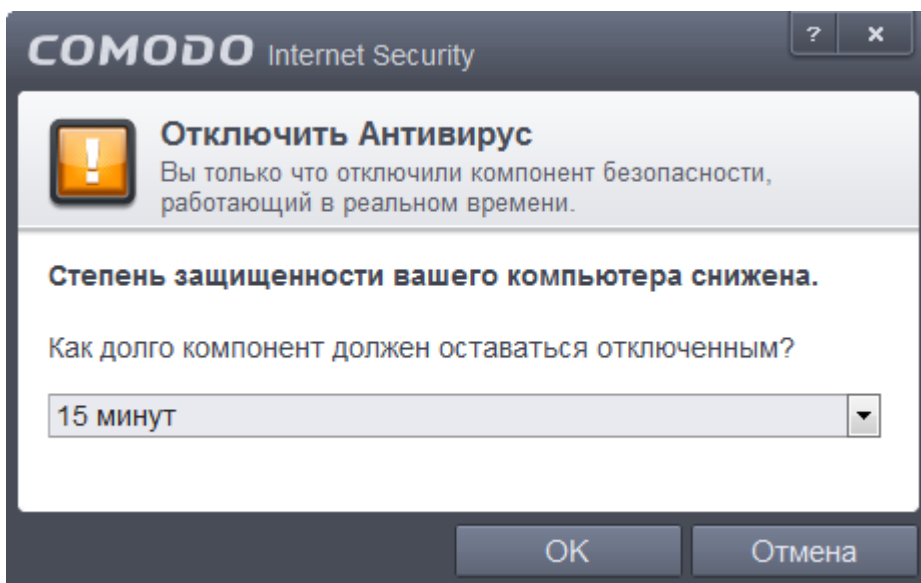 COMODO Internet Security
? x
Отключить Антивирус
Вы только что отключили компонент безопасности,
работающий в реальном времени.
Степень защищенности вашего компьютера снижена.
Как долго компонент должен оставаться отключенным?
15 минут
OK Отмена